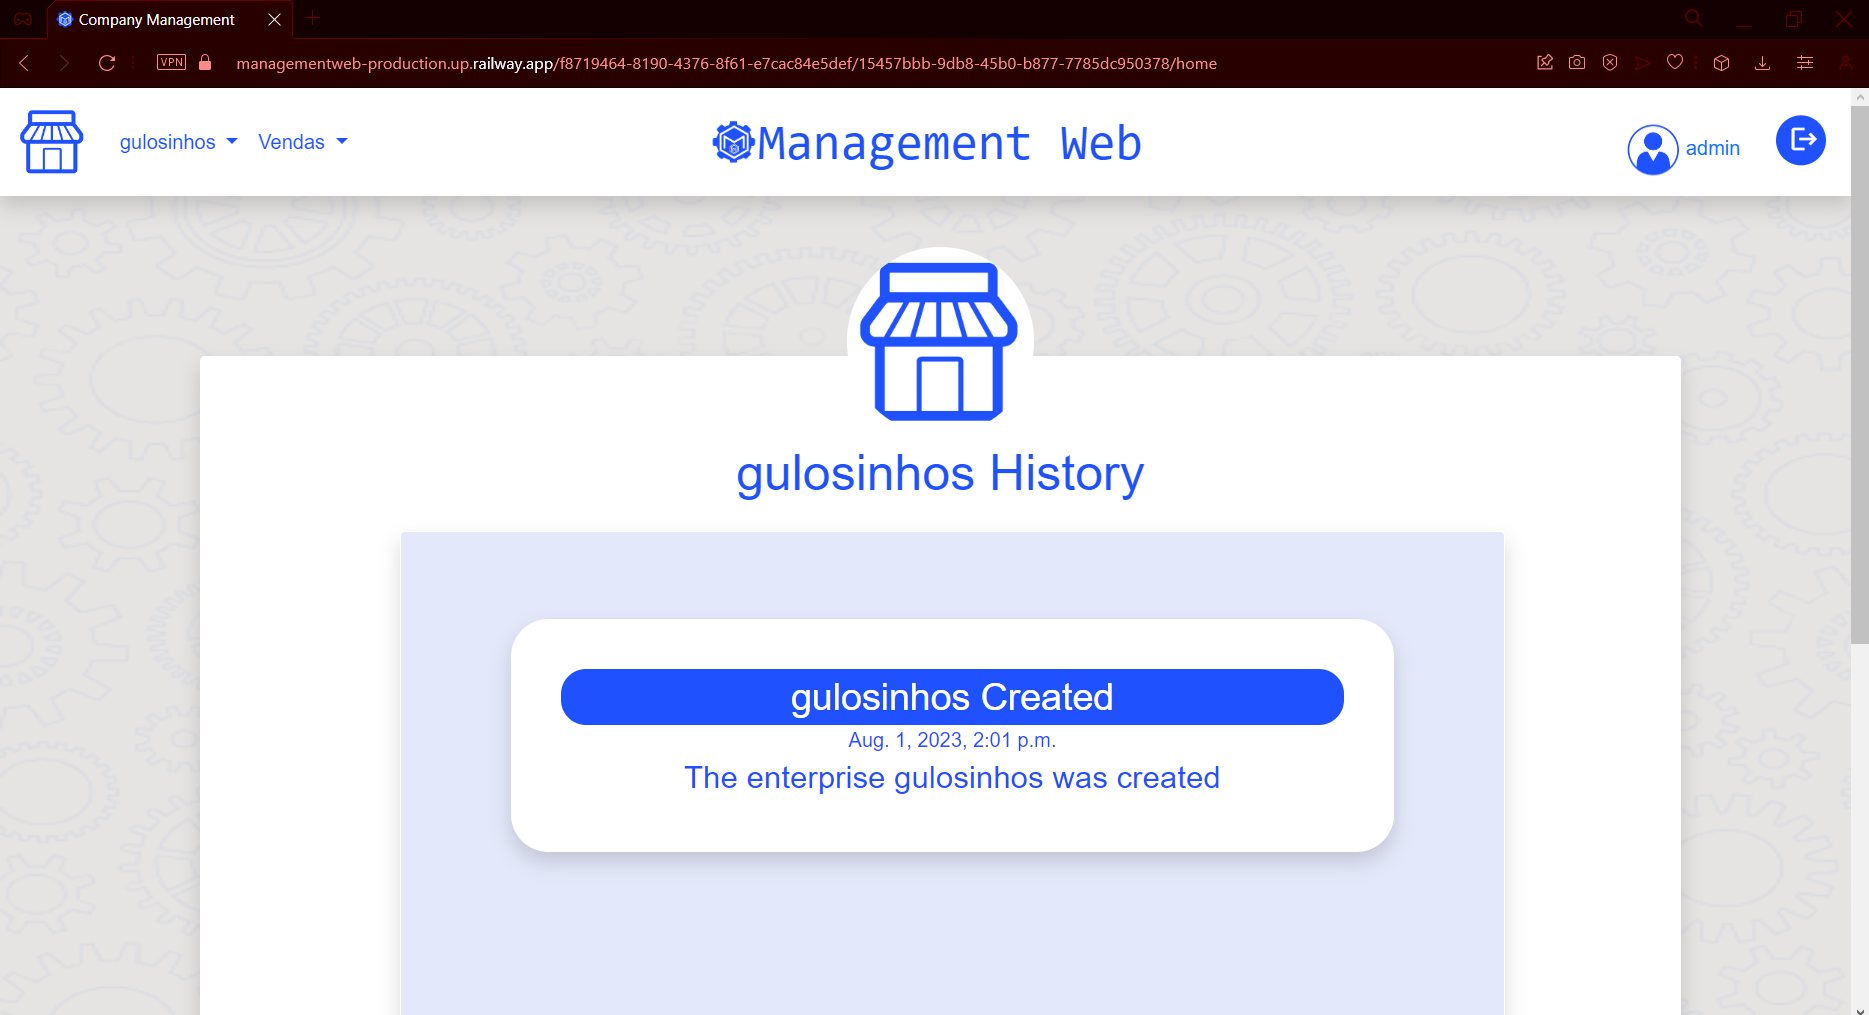 Company Management
VPN
managementweb-production.up.railway.app/f8719464-8190-4376-8f61-e7cac84e5def/15457bbb-9db8-45b0-b877-7785dc950378/home
gulosinhos Vendas
Management Web
admin
gulosinhos History
gulosinhos Created
Aug. 1, 2023, 2:01 p.m.
The enterprise gulosinhos was created